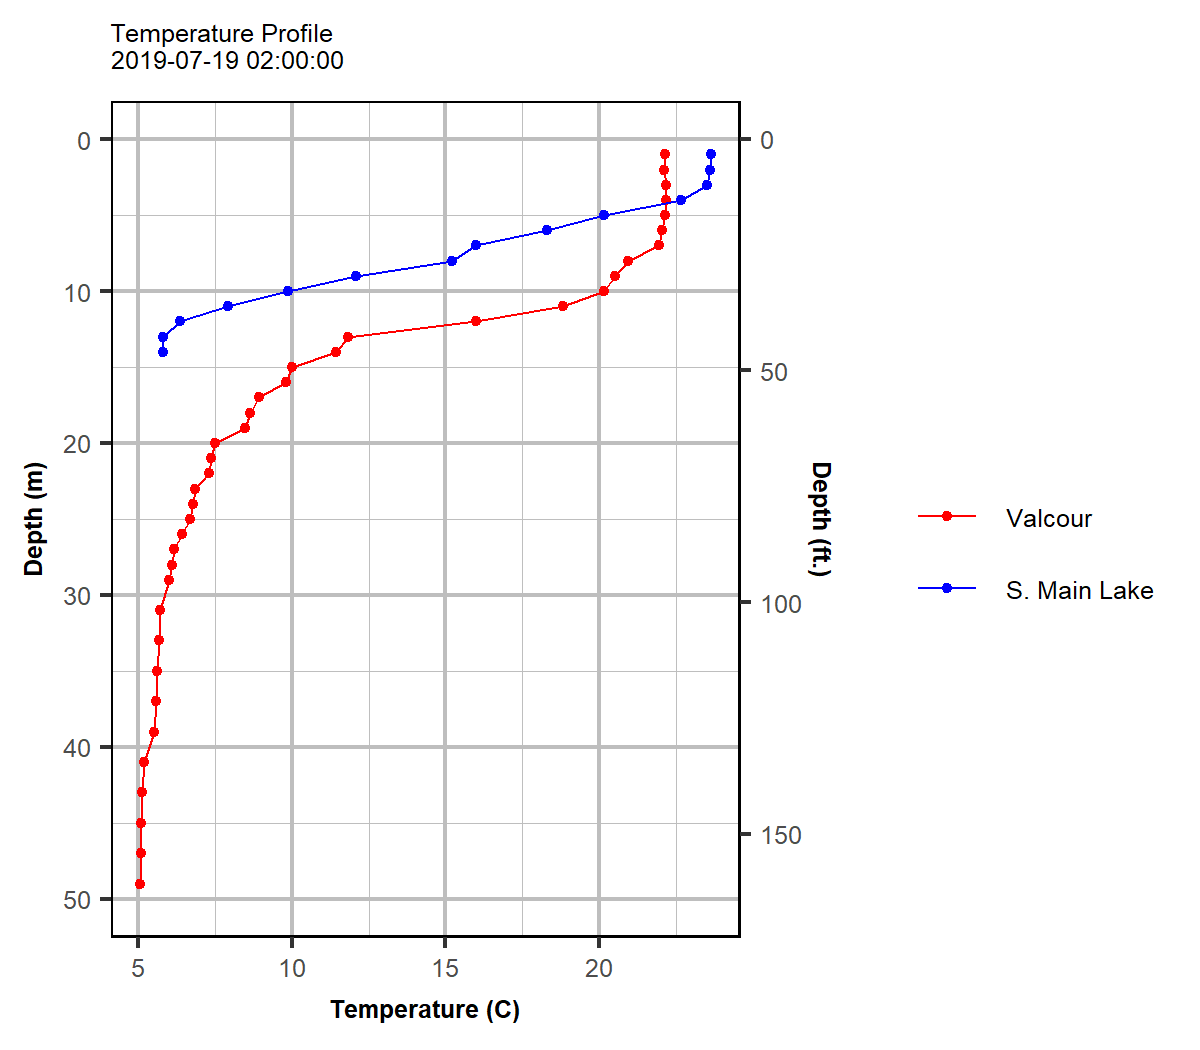 Temperature Profile
2019-07-19 02:00:00
0
10
20
30
40
50
Depth (m)
0
50
100
150
Depth (ft.)
5 10 15 20
Temperature (C)
Valcour
S. Main Lake